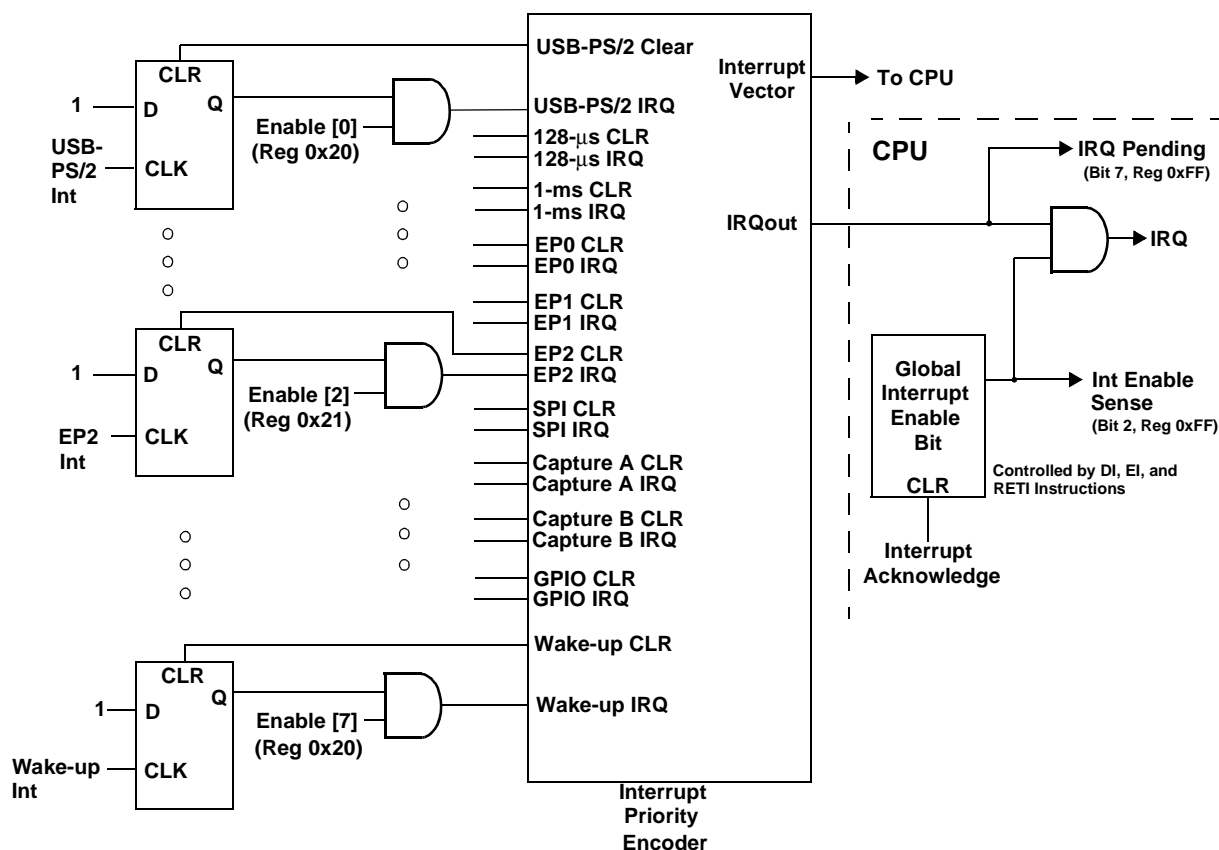 CLR
D
Q
CLK
1
USB-
PS/2
Int
Enable [0]
(Reg 0x20)
CLR
D
Q
CLK
1
EP2
Int
Enable [2]
(Reg 0x21)
CLR
D
Q
CLK
1
Wake-up
Int
Enable [7]
(Reg 0x20)
USB-PS/2 Clear
USB-PS/2 IRQ
128-μs CLR
128-μs IRQ
1-ms CLR
1-ms IRQ
EP0 CLR
EP0 IRQ
EP1 CLR
EP1 IRQ
EP2 CLR
EP2 IRQ
SPI CLR
SPI IRQ
Capture A CLR
Capture A IRQ
Capture B CLR
Capture B IRQ
GPIO CLR
GPIO IRQ
Wake-up CLR
Wake-up IRQ
Interrupt
Vector
IRQout
Interrupt
Priority
Encoder
To CPU
CPU
IRQ Pending
(Bit 7, Reg 0xFF)
IRQ
Global
Interrupt
Enable
Bit
CLR
Int Enable
Sense
(Bit 2, Reg 0xFF)
Controlled by DI, EI, and
RETI Instructions
Interrupt
Acknowledge